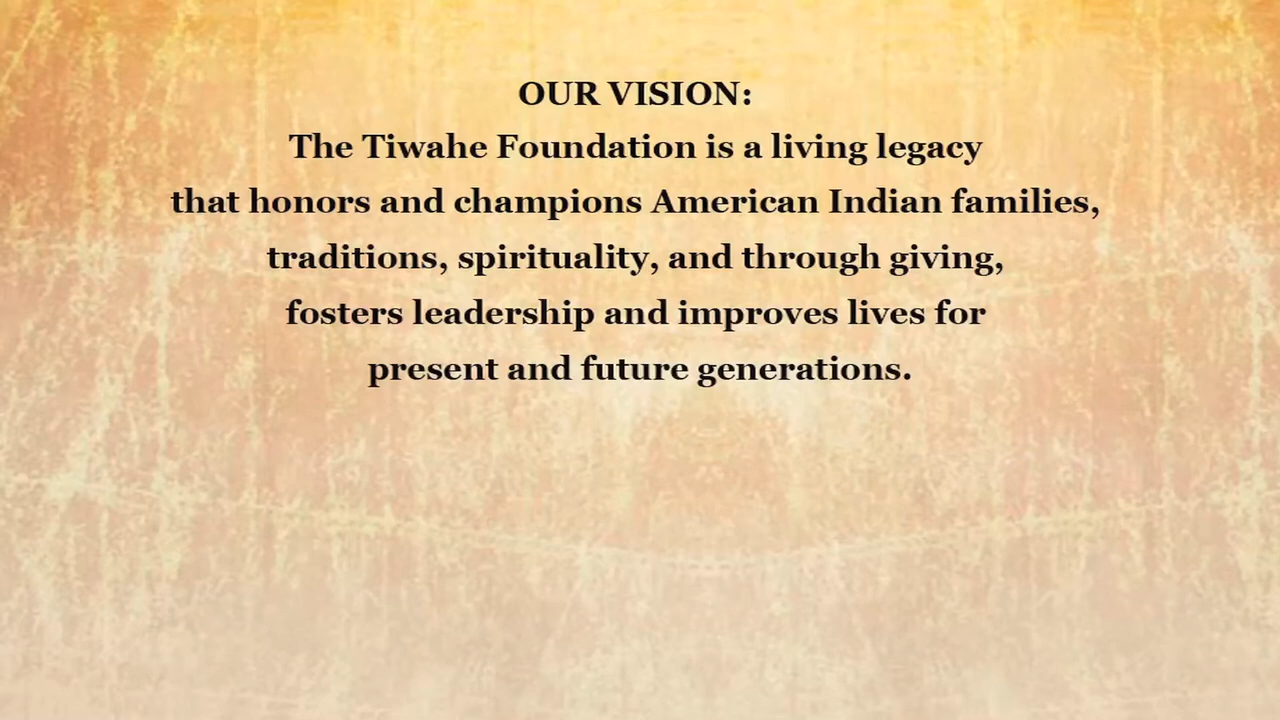 OUR VISION:
The Tiwahe Foundation is a living legacy
that honors and champions American Indian families,
traditions, spirituality, and through giving,
fosters leadership and improves lives for
present and future generations.